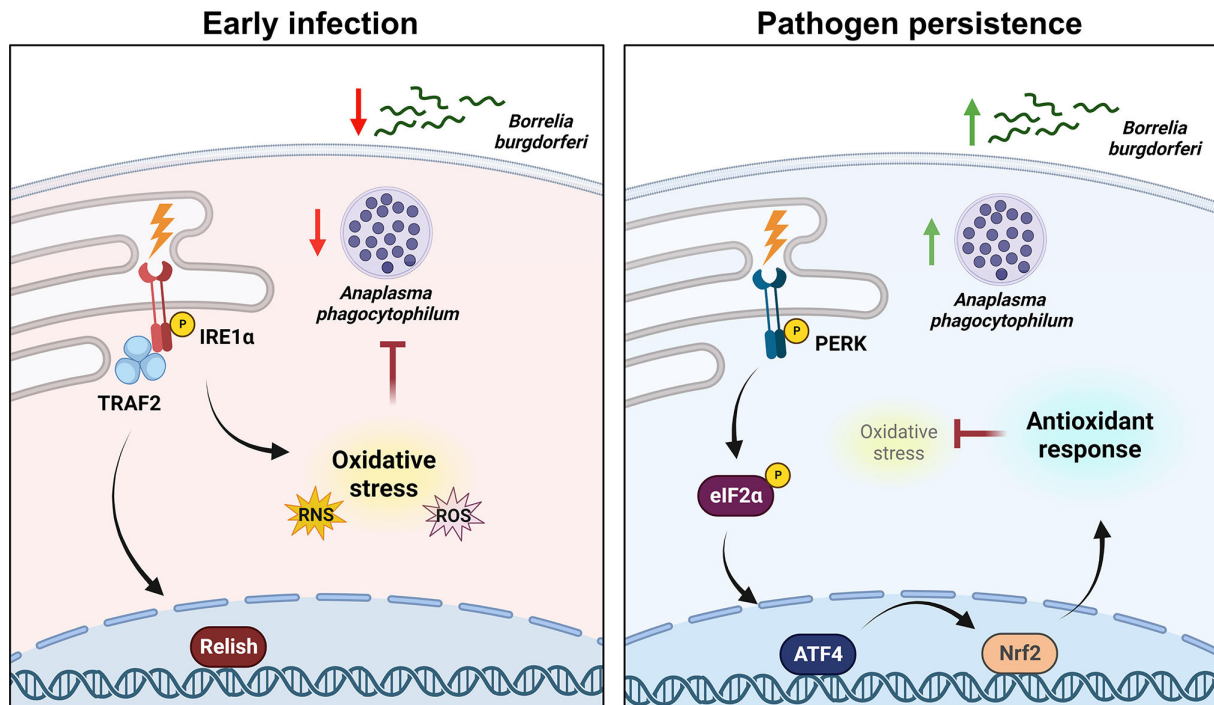 Early infection
Borrelia
burgdorferi
Anaplasma
phagocytophilum
P
IRE1α
TRAF2
Oxidative
stress
RNS
ROS
Relish
Pathogen persistence
Borrelia
burgdorferi
Anaplasma
phagocytophilum
P
PERK
Oxidative
stress
Antioxidant
response
P
eIF2α
ATF4
Nrf2